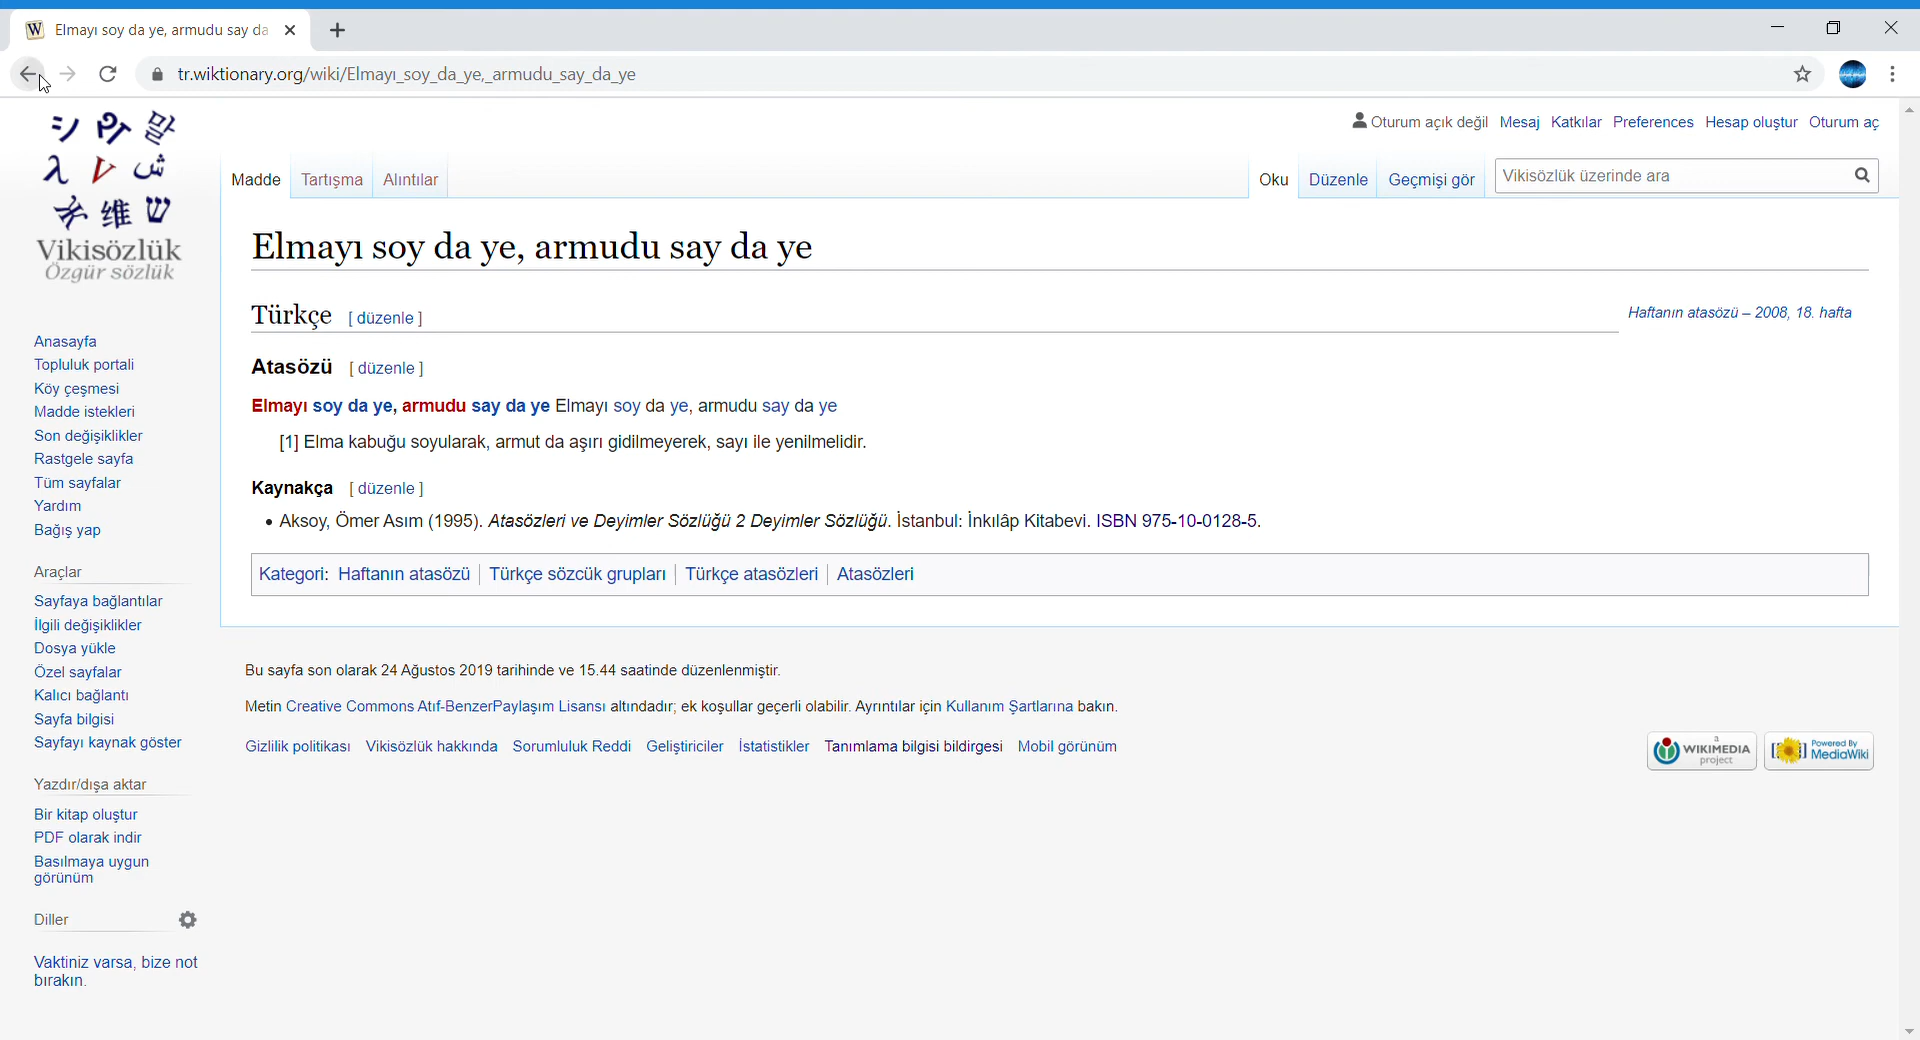 Elmayı soy da ye, armudu say da
tr.wiktionary.org/wiki/Elmayı_soy_da_ye,_armudu_say_da_ye
Vikisözlük
Özgür sözlük
Oturum açık değil Mesaj Katkılar Preferences Hesap oluştur Oturum aç
Madde Tartışma Alıntılar Oku Düzenle Geçmişi gör Vikisözlük üzerinde ara
Elmayı soy da ye, armudu say da ye
Türkçe [ düzenle ]
Haftanın atasözü – 2008, 18. hafta
Atasözü [ düzenle ]
Elmayı soy da ye, armudu say da ye Elmayı soy da ye, armudu say da ye
[1] Elma kabuğu soyularak, armut da aşırı gidilmeyerek, sayı ile yenilmelidir.
Kaynakça [ düzenle ]
• Aksoy, Ömer Asım (1995). Atasözleri ve Deyimler Sözlüğü 2 Deyimler Sözlüğü. İstanbul: İnkılâp Kitabevi. ISBN 975-10-0128-5.
Kategori: Haftanın atasözü | Türkçe sözcük grupları | Türkçe atasözleri | Atasözleri
Bu sayfa son olarak 24 Ağustos 2019 tarihinde ve 15.44 saatinde düzenlenmiştir.
Metin Creative Commons Atıf-BenzerPaylaşım Lisansı altındadır; ek koşullar geçerli olabilir. Ayrıntılar için Kullanım Şartlarına bakın.
Gizlilik politikası Vikisözlük hakkında Sorumluluk Reddi Geliştiriciler İstatistikler Tanımlama bilgisi bildirgesi Mobil görünüm
a
WIKIMEDIA
project
Powered By
MediaWiki
Anasayfa
Topluluk portali
Köy çeşmesi
Madde istekleri
Son değişiklikler
Rastgele sayfa
Tüm sayfalar
Yardım
Bağış yap
Araçlar
Sayfaya bağlantılar
İlgili değişiklikler
Dosya yükle
Özel sayfalar
Kalıcı bağlantı
Sayfa bilgisi
Sayfayı kaynak göster
Yazdır/dışa aktar
Bir kitap oluştur
PDF olarak indir
Basılmaya uygun
görünüm
Diller
Vaktiniz varsa, bize not
bırakın.